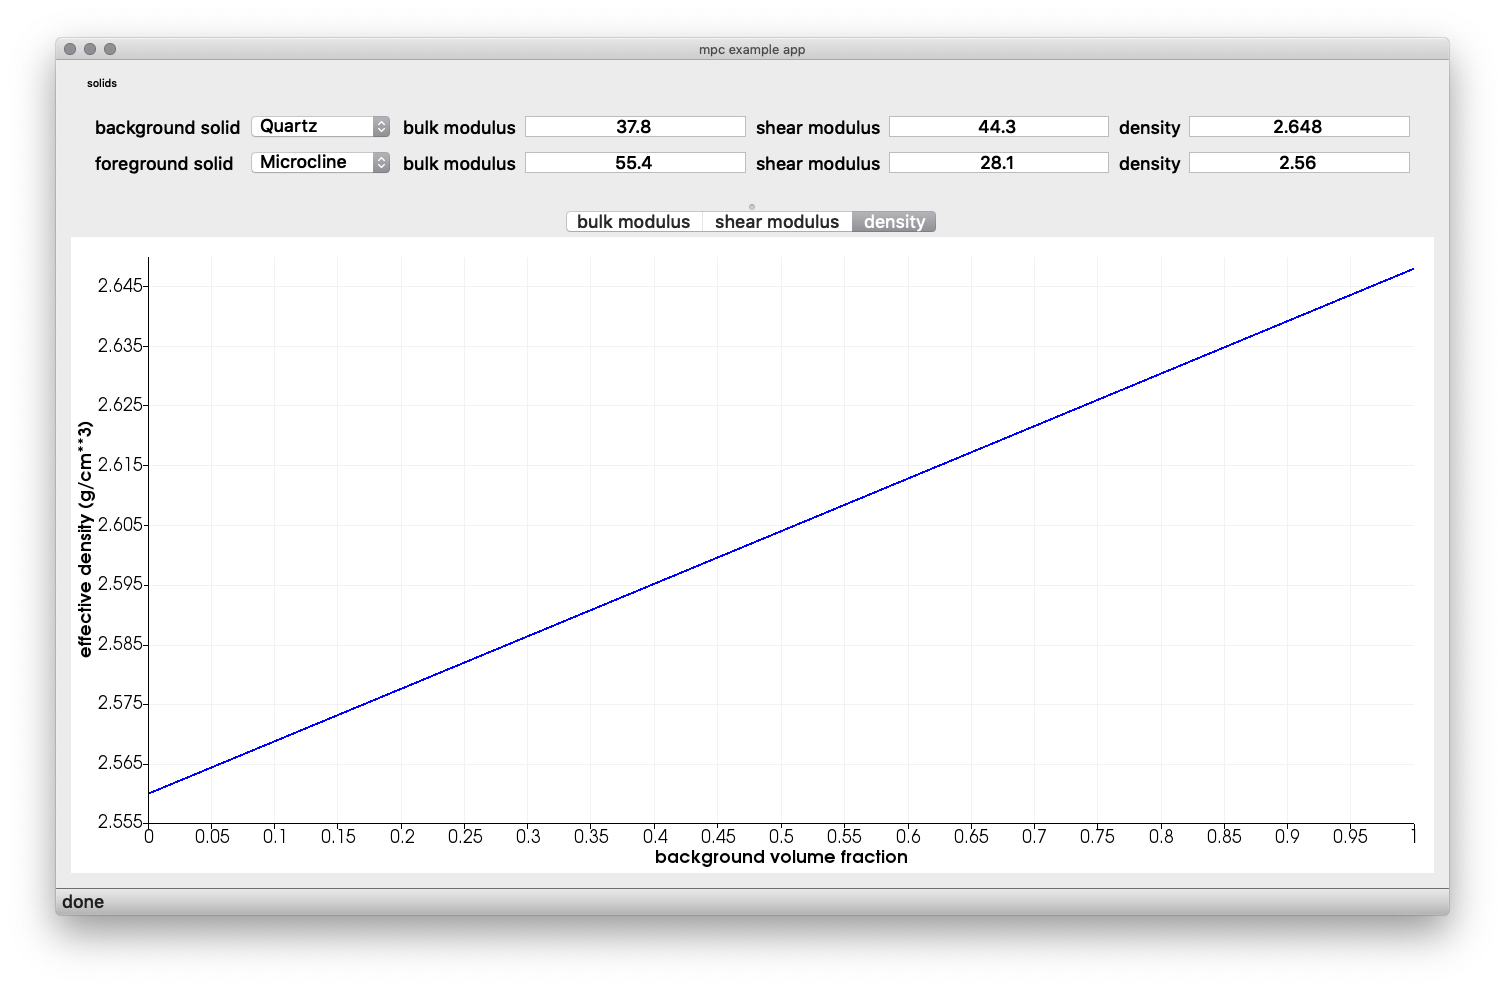 mpc example app
solids
background solid Quartz bulk modulus 37.8 shear modulus 44.3 density 2.648
foreground solid Microcline bulk modulus 55.4 shear modulus 28.1 density 2.56
bulk modulus shear modulus density
2.645
2.635
2.625
2.615
2.605
2.595
2.585
2.575
2.565
2.555
effective density (g/cm**3)
0 0.05 0.1 0.15 0.2 0.25 0.3 0.35 0.4 0.45 0.5 0.55 0.6 0.65 0.7 0.75 0.8 0.85 0.9 0.95 1
background volume fraction
done